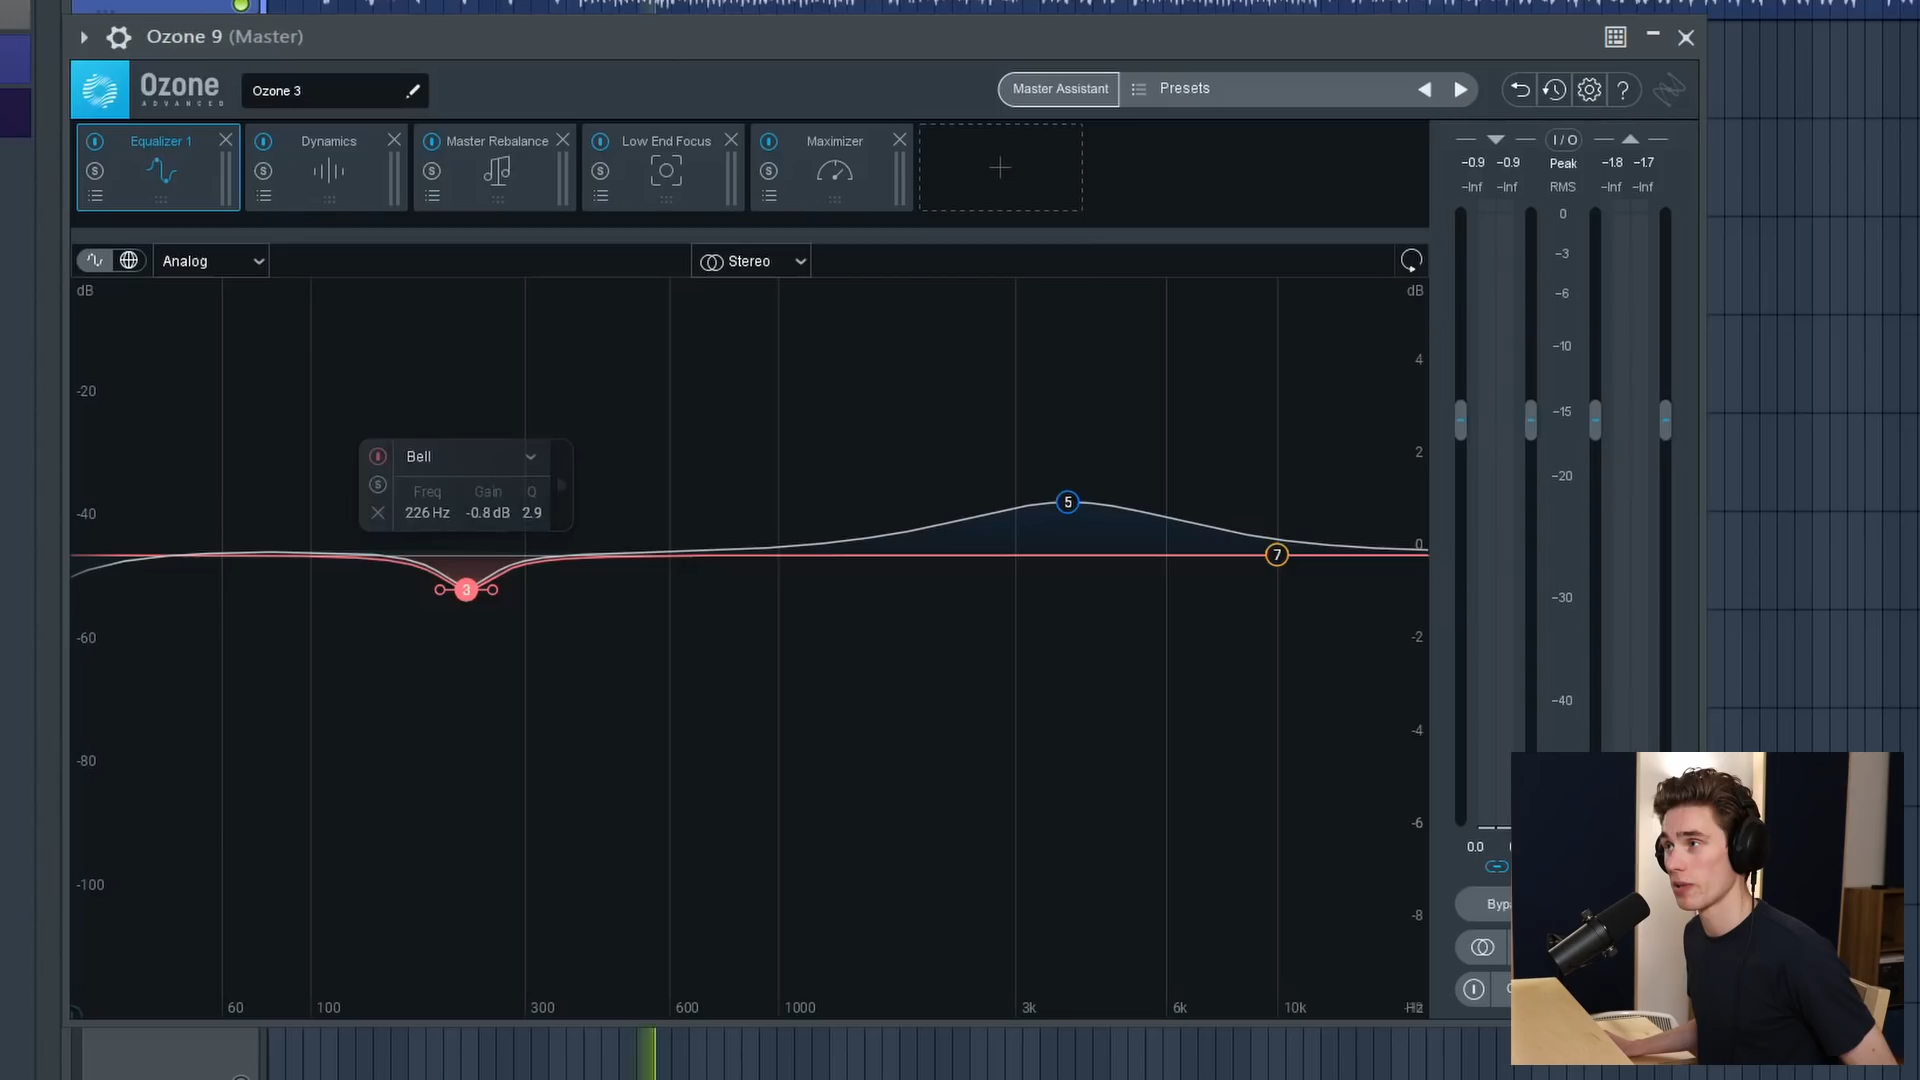 Ozone 9 (Master)
Ozone
ADVANCED
Ozone 3
Master Assistant
Presets
?
Equalizer 1
Dynamics
Master Rebalance
Low End Focus
Maximizer
S
S
S
S
S
+
I/O
-0.9 -0.9 Peak -1.8 -1.7
-Inf -Inf RMS -Inf -Inf
Analog
Stereo
dB
-20
-40
-60
-80
-100
dB
4
2
0
-2
-4
-6
-8
Bell
S
Freq Gain Q
226 Hz -0.8 dB 2.9
3
5
7
60 100 300 600 1000 3k 6k 10k Hz
0
-3
-6
-10
-15
-20
-30
-40
0.0